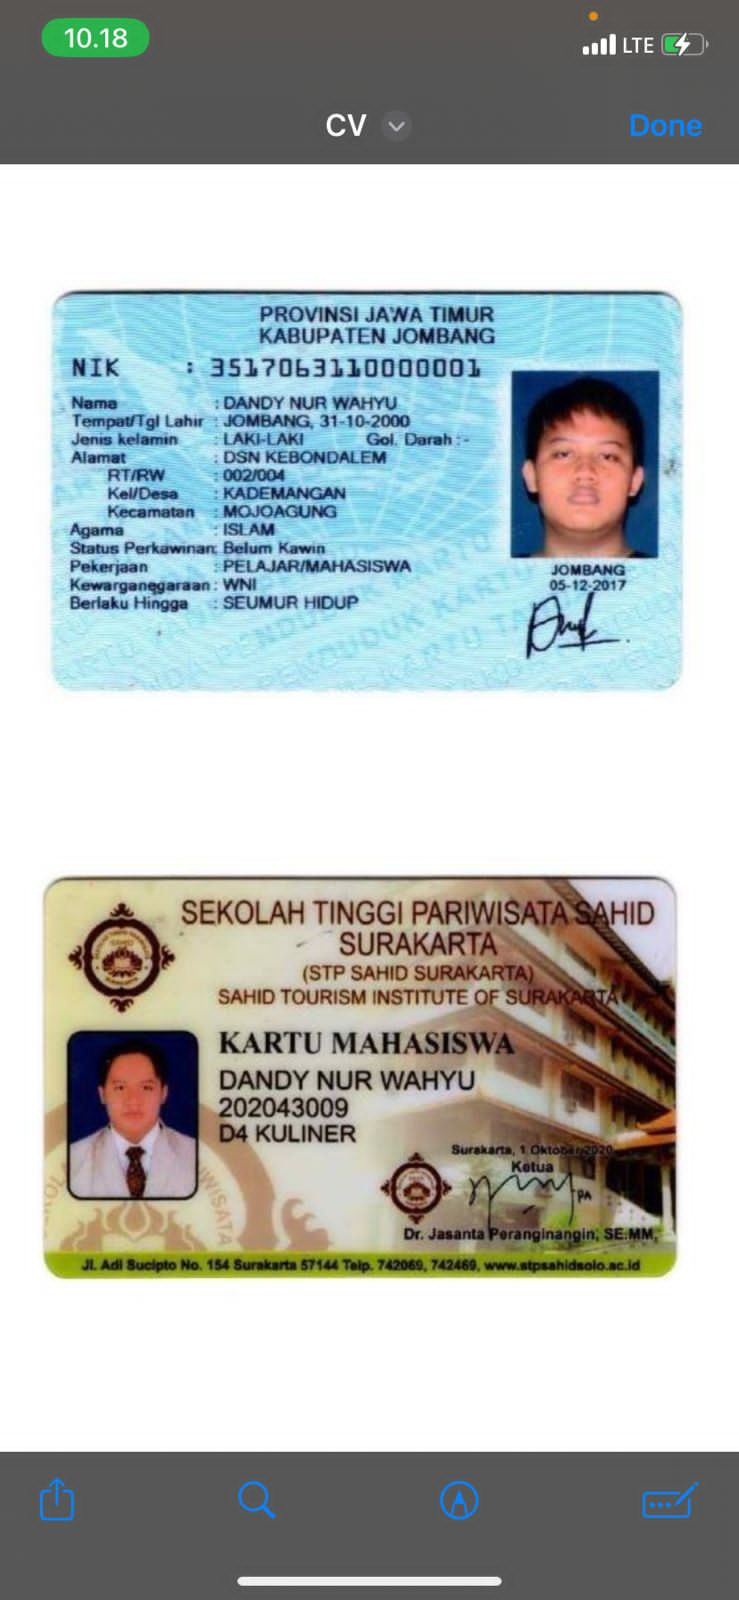 10.18
LTE
CV
Done
PROVINSI JAWA TIMUR
KABUPATEN JOMBANG
NIK : 3517063110000001
Nama : DANDY NUR WAHYU
Tempat/Tgl Lahir : JOMBANG, 31-10-2000
Jenis kelamin : LAKI-LAKI Gol. Darah : -
Alamat : DSN KEBONDALEM
RT/RW : 002/004
Kel/Desa : KADEMANGAN
Kecamatan : MOJOAGUNG
Agama : ISLAM
Status Perkawinan: Belum Kawin
Pekerjaan : PELAJAR/MAHASISWA
Kewarganegaraan : WNI
Berlaku Hingga : SEUMUR HIDUP
JOMBANG
05-12-2017
SEKOLAH TINGGI PARIWISATA SAHID
SURAKARTA
(STP SAHID SURAKARTA)
SAHID TOURISM INSTITUTE OF SURAKARTA
KARTU MAHASISWA
DANDY NUR WAHYU
202043009
D4 KULINER
Surakarta, 1 Oktober 2020
Ketua
Dr. Jasanta Peranginangin, SE.MM,
Jl. Adi Sucipto No. 154 Surakarta 57144 Telp. 742069, 742469, www.stpsahidsolo.ac.id